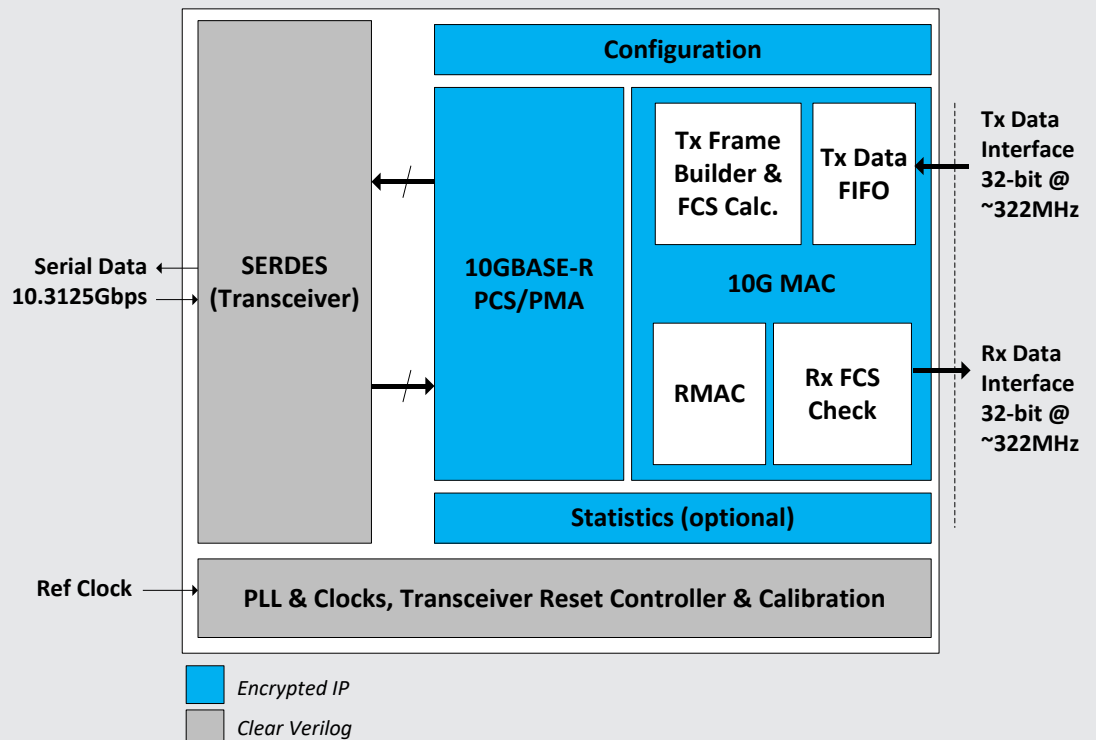 Configuration
Tx Frame
Builder &
FCS Calc.
Tx Data
FIFO
Tx Data
Interface
32-bit @
~322MHz
Serial Data
10.3125Gbps
SERDES
(Transceiver)
10GBASE-R
PCS/PMA
10G MAC
RMAC
Rx FCS
Check
Rx Data
Interface
32-bit @
~322MHz
Statistics (optional)
Ref Clock
PLL & Clocks, Transceiver Reset Controller & Calibration
Encrypted IP
Clear Verilog